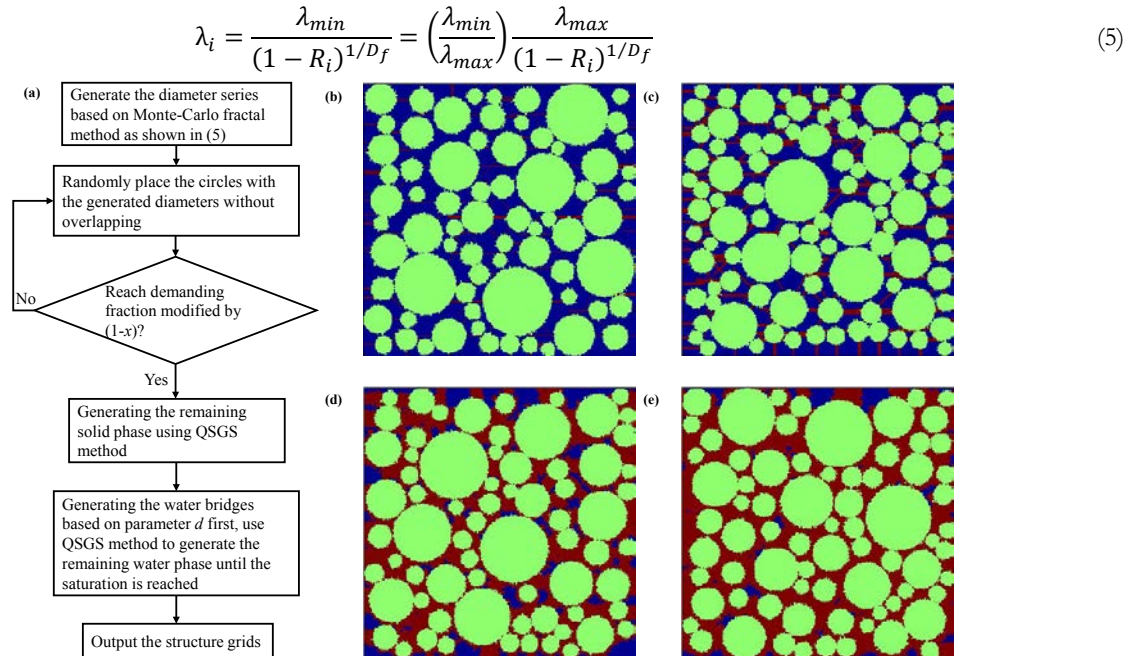 λ_i = λ_min / (1 − R_i)^{1/D_f} = (λ_min / λ_max) λ_max / (1 − R_i)^{1/D_f} (5)
(a)
Generate the diameter series
based on Monte-Carlo fractal
method as shown in (5)
Randomly place the circles with
the generated diameters without
overlapping
No
Reach demanding
fraction modified by
(1-x)?
Yes
Generating the remaining
solid phase using QSGS
method
Generating the water bridges
based on parameter d first, use
QSGS method to generate the
remaining water phase until the
saturation is reached
Output the structure grids
(b)
(c)
(d)
(e)